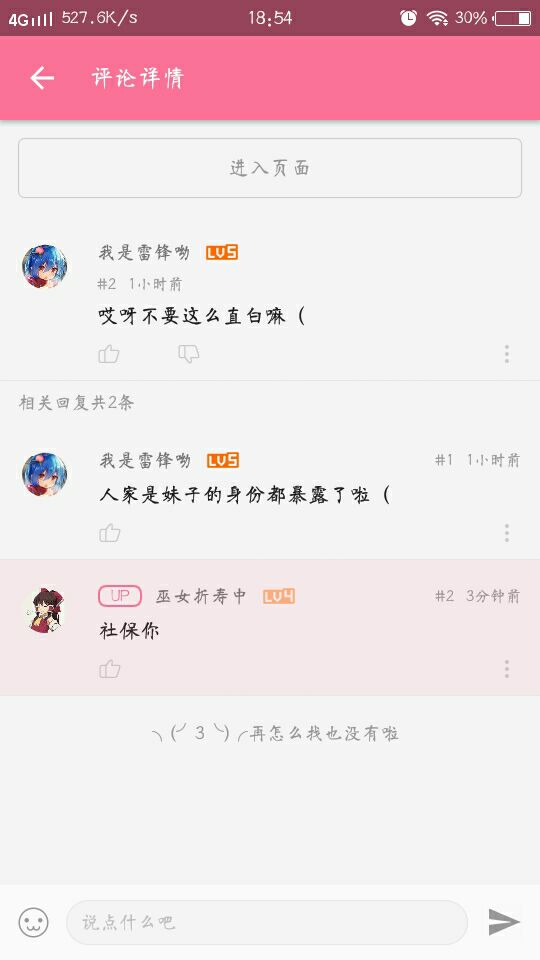 4G 527.6K/s 18:54 30%
评论详情
进入页面
我是雷锋呦 LV5
#2 1小时前
哎呀不要这么直白嘛（
相关回复共2条
我是雷锋呦 LV5 #1 1小时前
人家是妹子的身份都暴露了啦（
UP 巫女折寿中 LV4 #2 3分钟前
社保你
╮(╯3╰)╭再怎么找也没有啦
说点什么吧